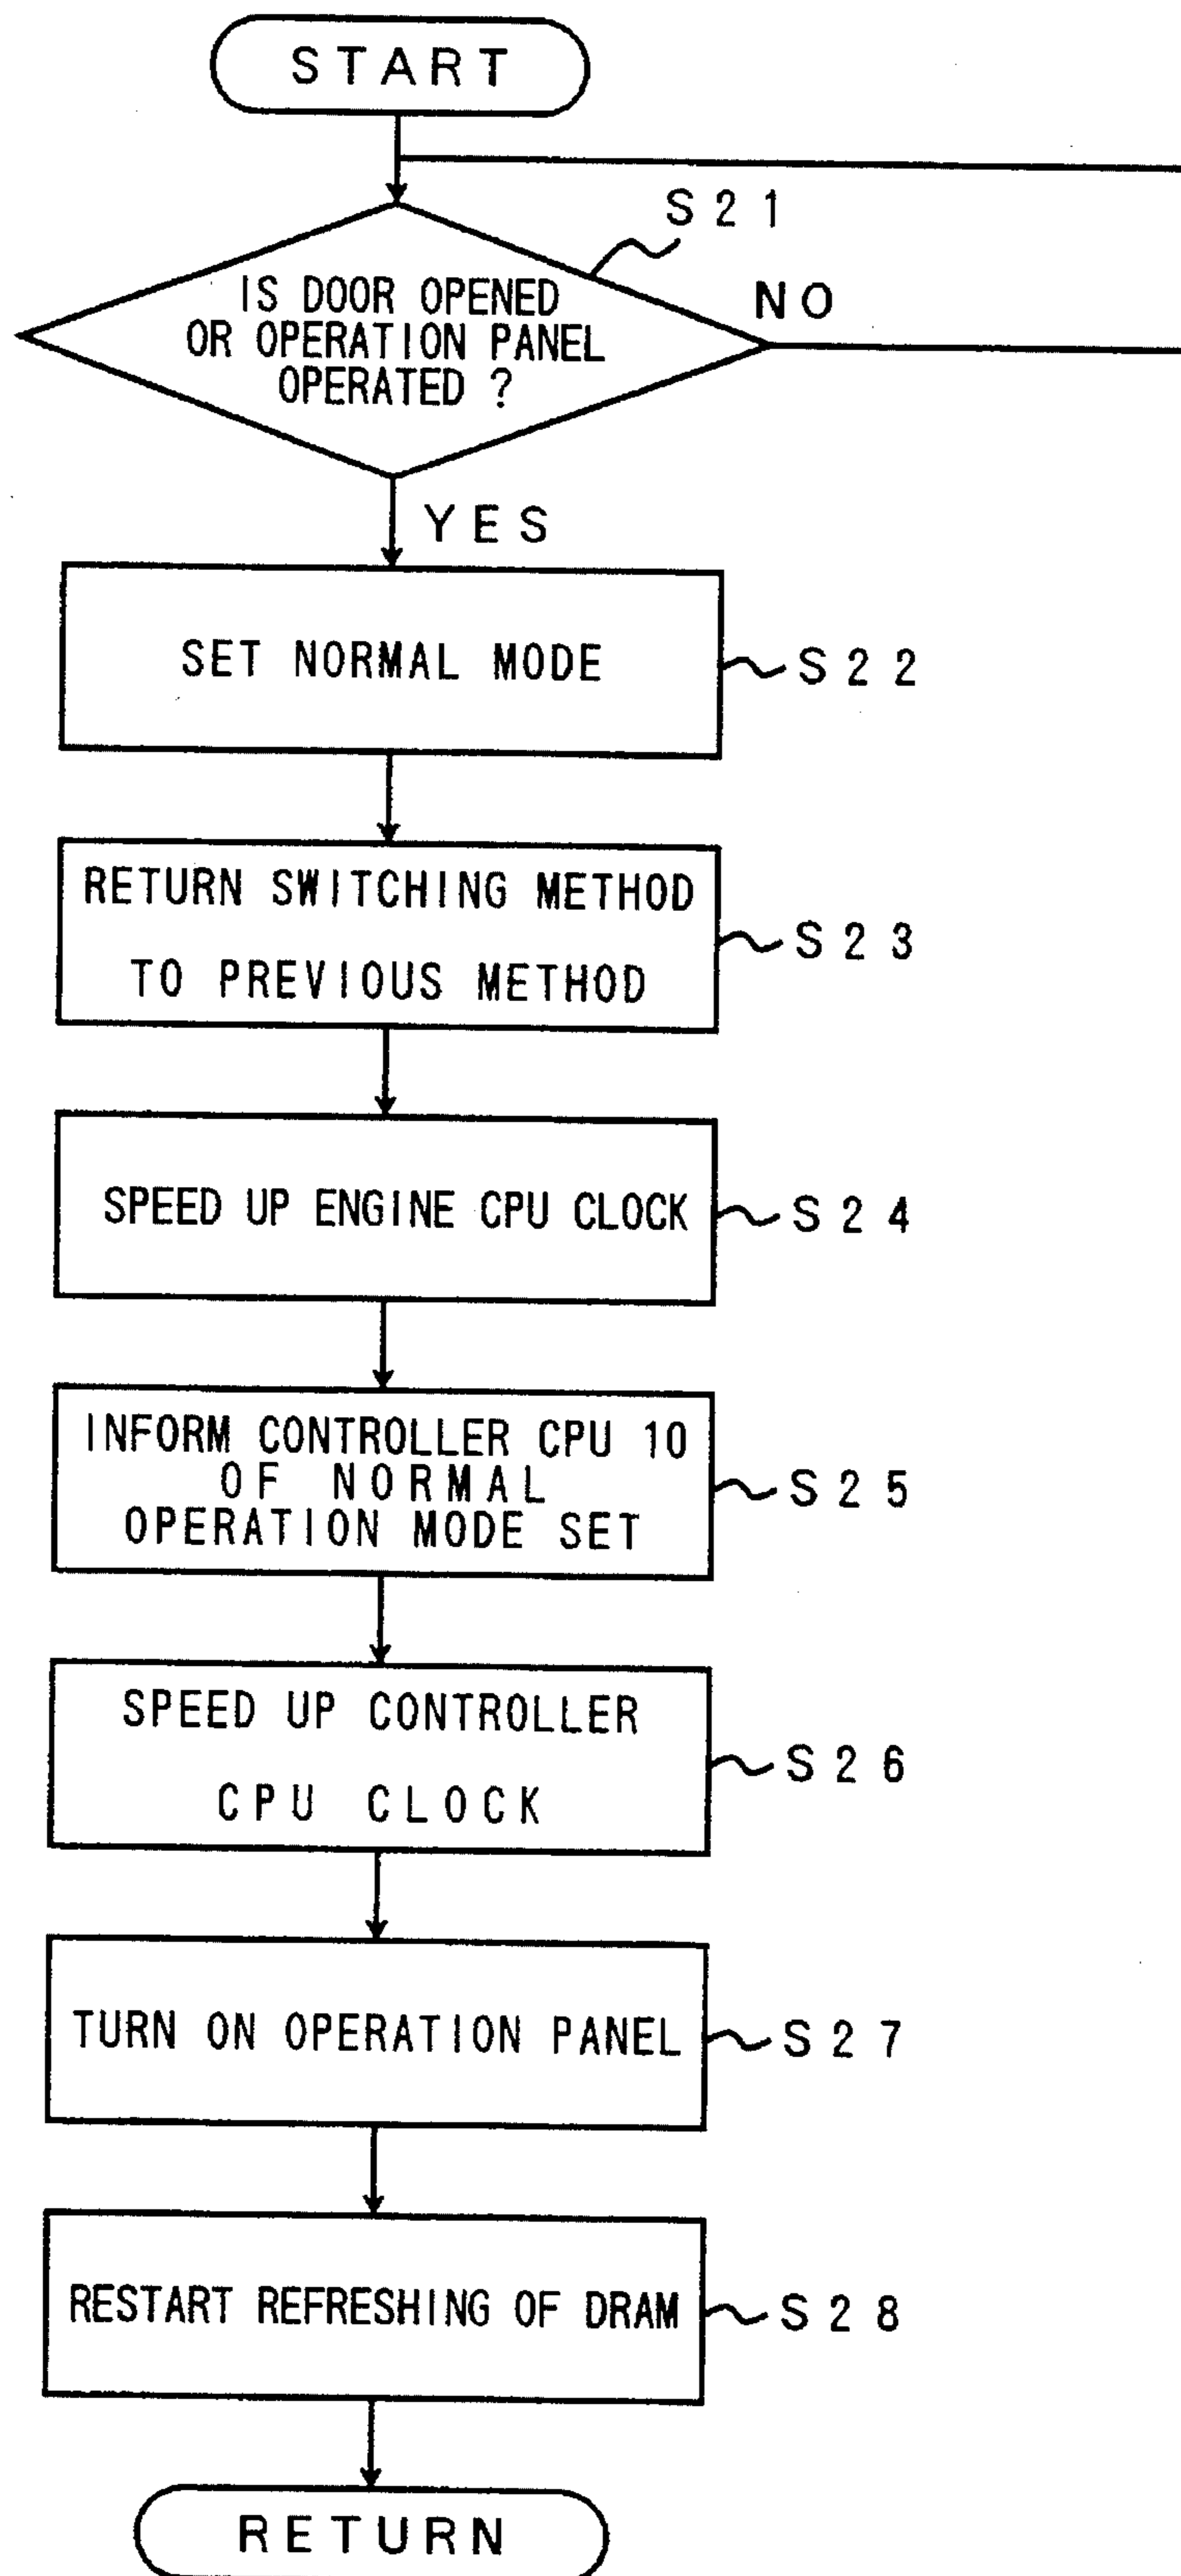 START
S21
IS DOOR OPENED
OR OPERATION PANEL
OPERATED ?
NO
YES
SET NORMAL MODE
S22
RETURN SWITCHING METHOD
TO PREVIOUS METHOD
S23
SPEED UP ENGINE CPU CLOCK
S24
INFORM CONTROLLER CPU 10
OF NORMAL
OPERATION MODE SET
S25
SPEED UP CONTROLLER
CPU CLOCK
S26
TURN ON OPERATION PANEL
S27
RESTART REFRESHING OF DRAM
S28
RETURN